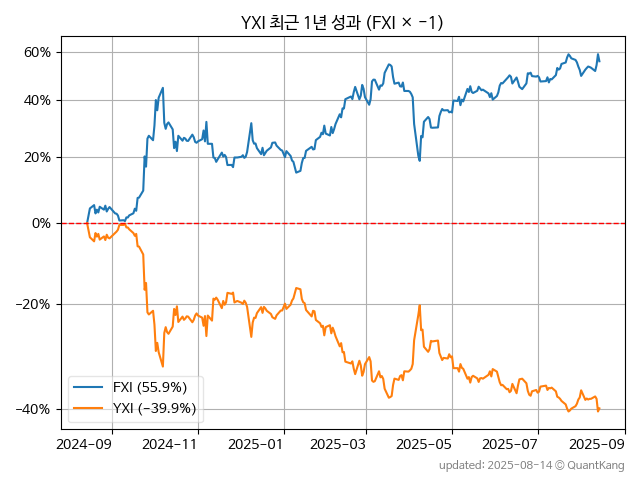 YXI 최근 1년 성과 (FXI × −1)
60%
40%
20%
0%
−20%
−40%
FXI (55.9%)
YXI (−39.9%)
2024−09 2024−11 2025−01 2025−03 2025−05 2025−07 2025−09
updated: 2025-08-14 © QuantKang